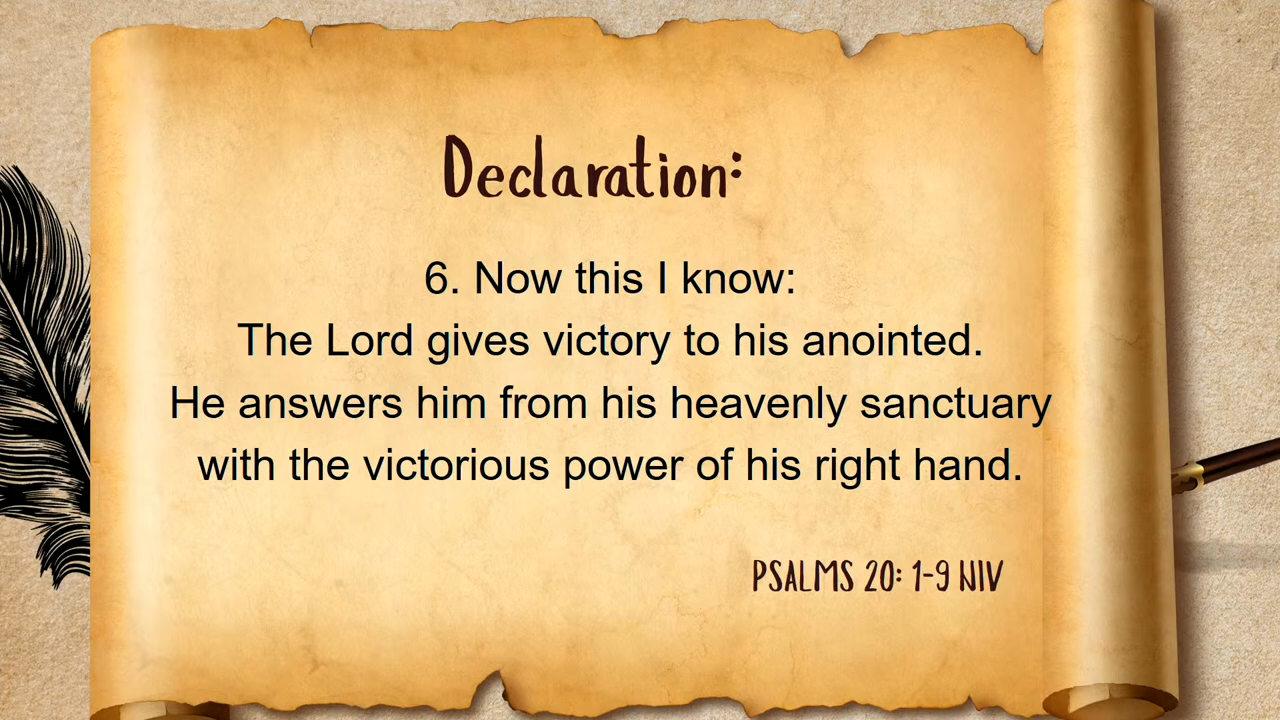 Declaration:
6. Now this I know:
The Lord gives victory to his anointed.
He answers him from his heavenly sanctuary
with the victorious power of his right hand.
PSALMS 20: 1-9 NIV